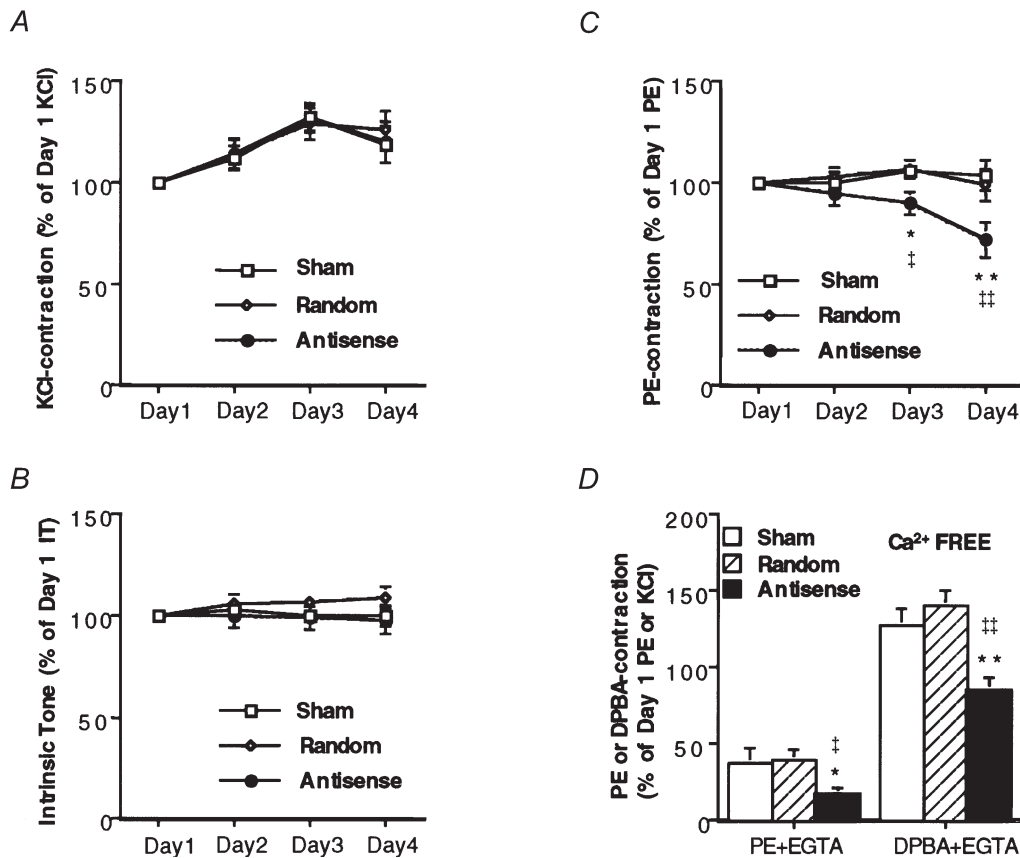 A
KCl-contraction (% of Day 1 KCl)
150
100
50
0
Sham
Random
Antisense
Day1 Day2 Day3 Day4
B
Intrinsic Tone (% of Day 1 IT)
150
100
50
0
Sham
Random
Antisense
Day1 Day2 Day3 Day4
C
PE-contraction (% of Day 1 PE)
150
100
50
0
*
‡
* *
‡‡
Sham
Random
Antisense
Day1 Day2 Day3 Day4
D
PE or DPBA-contraction
(% of Day 1 PE or KCl)
200
150
100
50
0
Sham
Random
Antisense
Ca²⁺ FREE
‡
*
‡‡
* *
PE+EGTA DPBA+EGTA